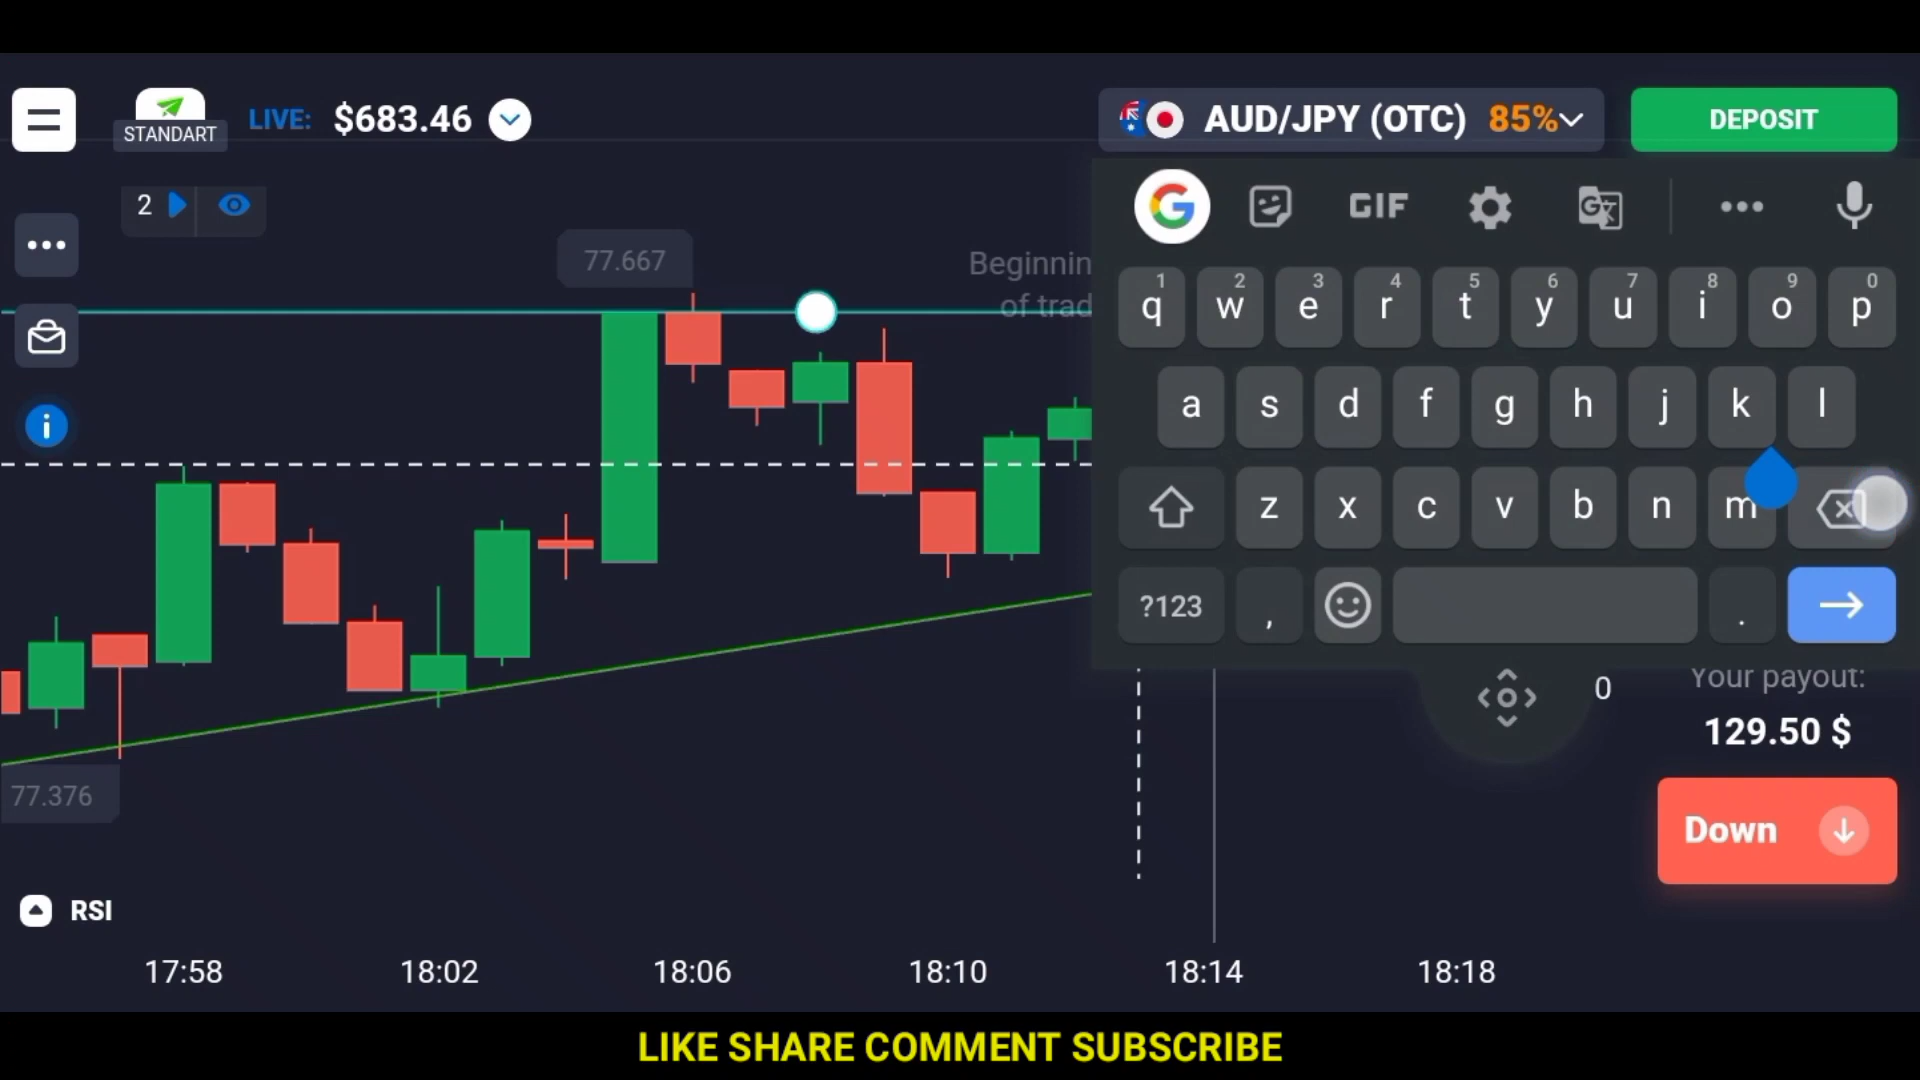 STANDART
LIVE: $683.46
AUD/JPY (OTC) 85%
DEPOSIT
2
77.667
Beginnin
of trad
GIF
1 2 3 4 5 6 7 8 9 0
q w e r t y u i o p
a s d f g h j k l
z x c v b n m
?123 , .
0
Your payout:
129.50 $
77.376
Down
RSI
17:58 18:02 18:06 18:10 18:14 18:18
LIKE SHARE COMMENT SUBSCRIBE